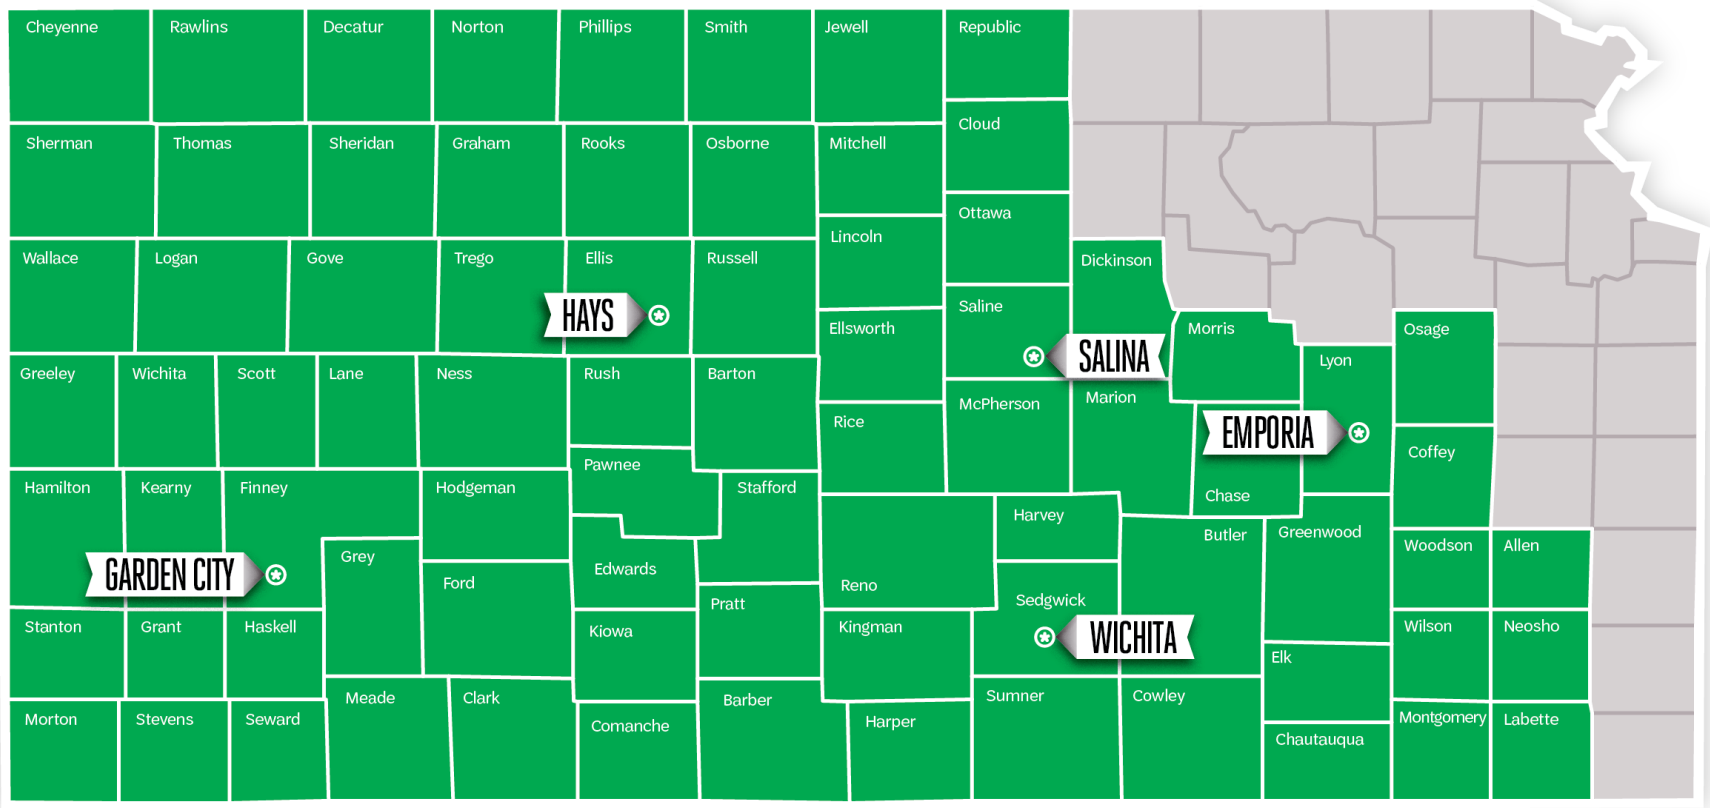 Cheyenne
Rawlins
Decatur
Norton
Phillips
Smith
Jewell
Republic
Cloud
Sherman
Thomas
Sheridan
Graham
Rooks
Osborne
Mitchell
Ottawa
Lincoln
Wallace
Logan
Gove
Trego
Ellis
Russell
Dickinson
HAYS
Saline
Ellsworth
Morris
Osage
SALINA
Lyon
Greeley
Wichita
Scott
Lane
Ness
Rush
Barton
Marion
McPherson
Rice
EMPORIA
Coffey
Pawnee
Hamilton
Kearny
Finney
Hodgeman
Stafford
Chase
Harvey
Butler
Greenwood
Woodson
Allen
Grey
GARDEN CITY
Edwards
Ford
Reno
Sedgwick
Pratt
Stanton
Grant
Haskell
Kiowa
Kingman
WICHITA
Wilson
Neosho
Elk
Meade
Clark
Barber
Sumner
Cowley
Morton
Stevens
Seward
Comanche
Harper
Montgomery
Labette
Chautauqua